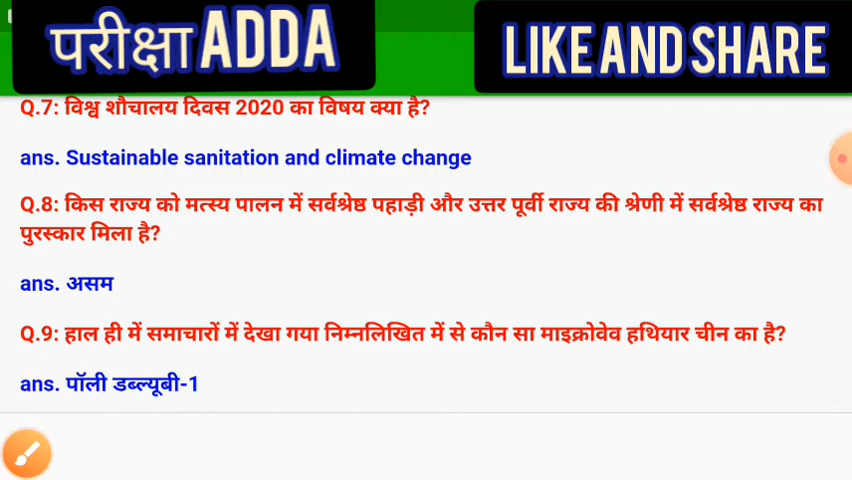 परीक्षा ADDA
LIKE AND SHARE
Q.7: विश्व शौचालय दिवस 2020 का विषय क्या है?
ans. Sustainable sanitation and climate change
Q.8: किस राज्य को मत्स्य पालन में सर्वश्रेष्ठ पहाड़ी और उत्तर पूर्वी राज्य की श्रेणी में सर्वश्रेष्ठ राज्य का
पुरस्कार मिला है?
ans. असम
Q.9: हाल ही में समाचारों में देखा गया निम्नलिखित में से कौन सा माइक्रोवेव हथियार चीन का है?
ans. पॉली डब्ल्यूबी-1